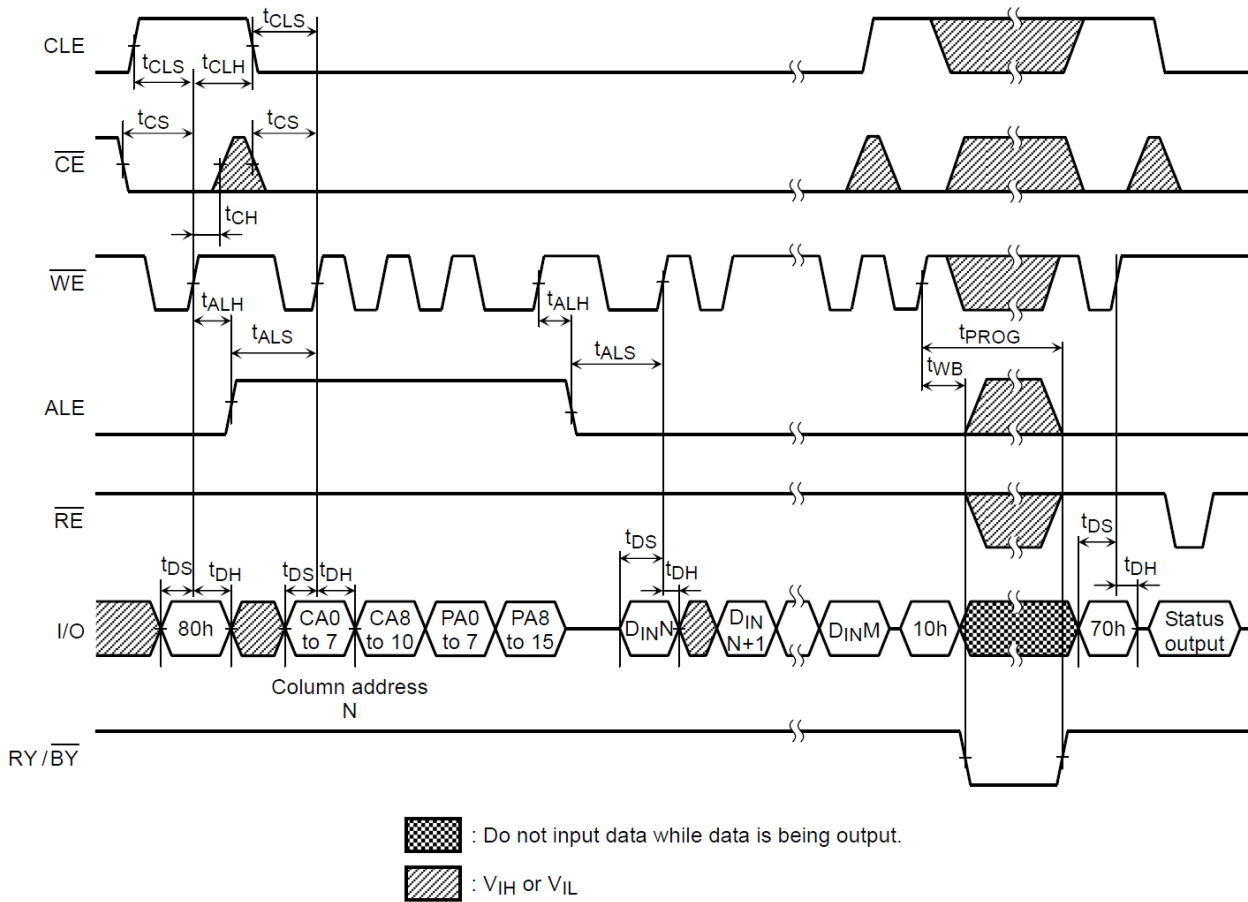 CLE
tCLS
tCLS
tCLH
CE
tCS
tCS
tCH
WE
tALH
tALS
tALH
tALS
tPROG
tWB
ALE
RE
I/O
tDS
tDH
tDS
tDH
tDS
tDH
tDS
tDH
80h
CA0 to 7
CA8 to 10
PA0 to 7
PA8 to 15
DINN
DIN N+1
DINM
10h
70h
Status output
Column address
N
RY/BY
: Do not input data while data is being output.
: VIH or VIL